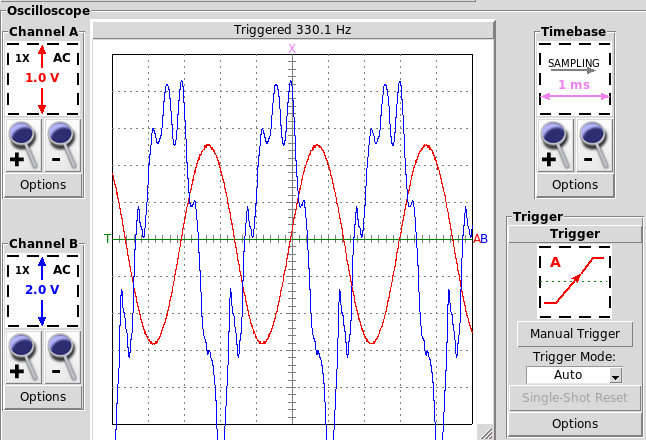 Oscilloscope
Channel A
1X AC
1.0 V
+ -
Options
Channel B
1X AC
2.0 V
+ -
Options
Triggered 330.1 Hz
X
T
AB
Timebase
SAMPLING
1 ms
+ -
Options
Trigger
Trigger
A
Manual Trigger
Trigger Mode:
Auto
Single-Shot Reset
Options